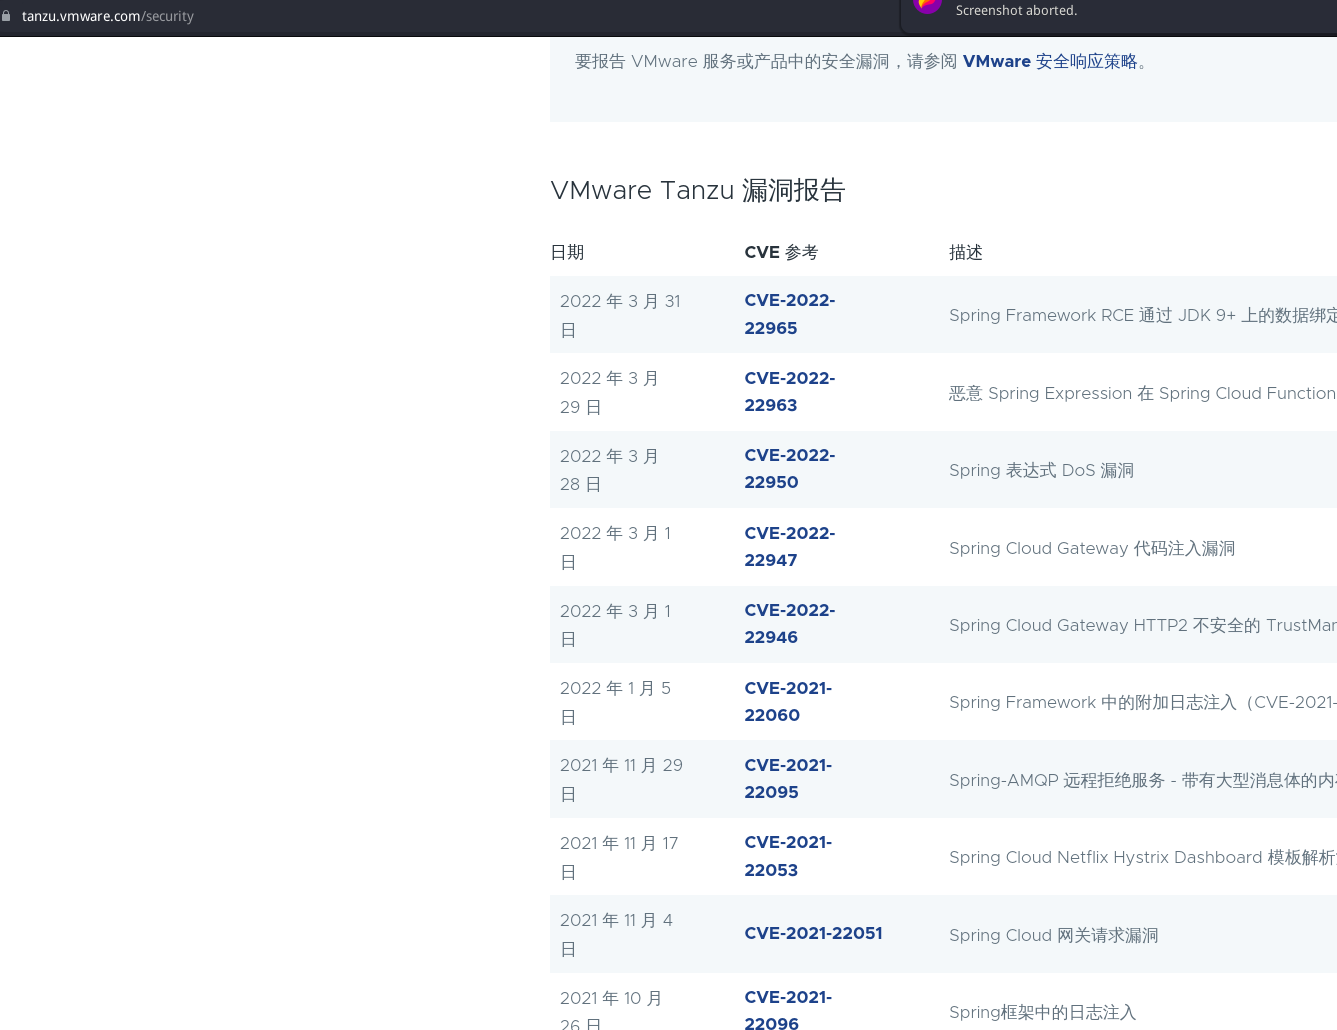 tanzu.vmware.com/security
Screenshot aborted.
要报告 VMware 服务或产品中的安全漏洞，请参阅 VMware 安全响应策略。
VMware Tanzu 漏洞报告
日期 CVE 参考 描述
2022 年 3 月 31
日
CVE-2022-
22965
Spring Framework RCE 通过 JDK 9+ 上的数据绑定
2022 年 3 月
29 日
CVE-2022-
22963
恶意 Spring Expression 在 Spring Cloud Function
2022 年 3 月
28 日
CVE-2022-
22950
Spring 表达式 DoS 漏洞
2022 年 3 月 1
日
CVE-2022-
22947
Spring Cloud Gateway 代码注入漏洞
2022 年 3 月 1
日
CVE-2022-
22946
Spring Cloud Gateway HTTP2 不安全的 TrustMar
2022 年 1 月 5
日
CVE-2021-
22060
Spring Framework 中的附加日志注入（CVE-2021-
2021 年 11 月 29
日
CVE-2021-
22095
Spring-AMQP 远程拒绝服务 - 带有大型消息体的内
2021 年 11 月 17
日
CVE-2021-
22053
Spring Cloud Netflix Hystrix Dashboard 模板解析
2021 年 11 月 4
日
CVE-2021-22051
Spring Cloud 网关请求漏洞
2021 年 10 月
26 日
CVE-2021-
22096
Spring框架中的日志注入